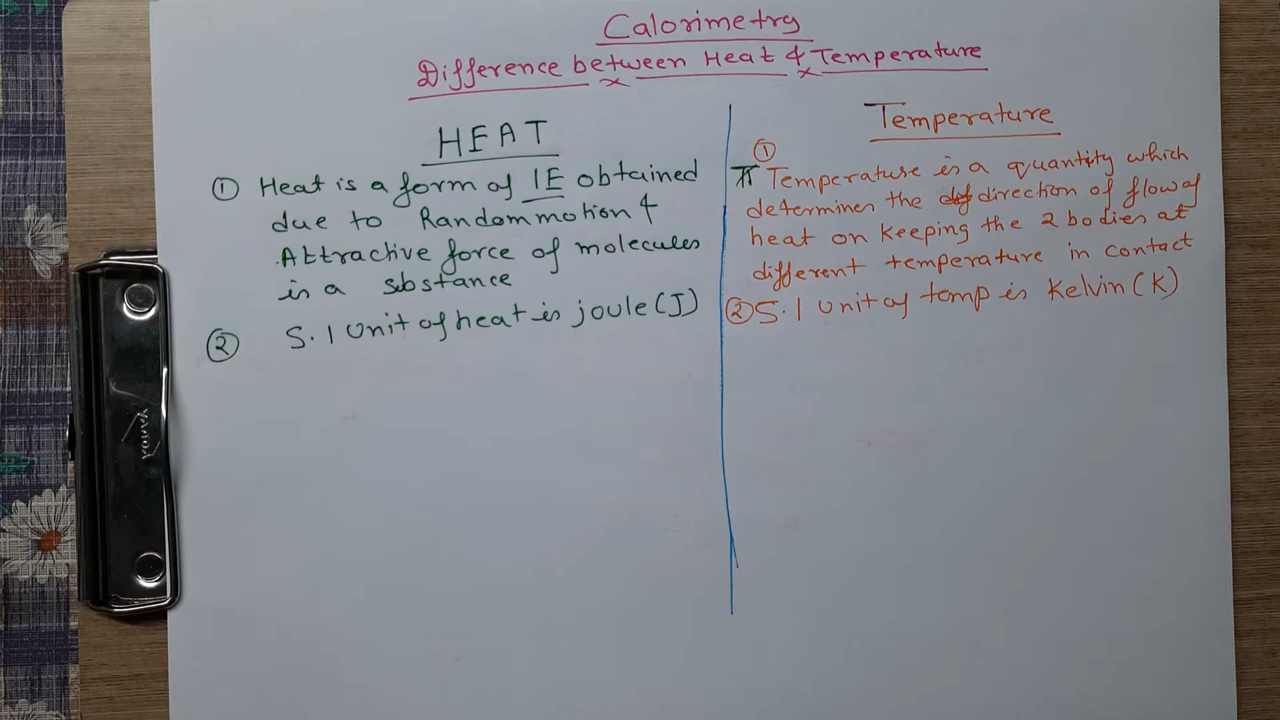 Calorimetry
Difference between Heat & Temperature
HEAT
① Heat is a form of IE obtained
due to Random motion &
Attractive force of molecules
in a substance
② S.I Unit of heat is joule (J)
Temperature
①
Temperature is a quantity which
determines the direction of flow of
heat on keeping the 2 bodies at
different temperature in contact
② S.I Unit of temp is Kelvin (K)